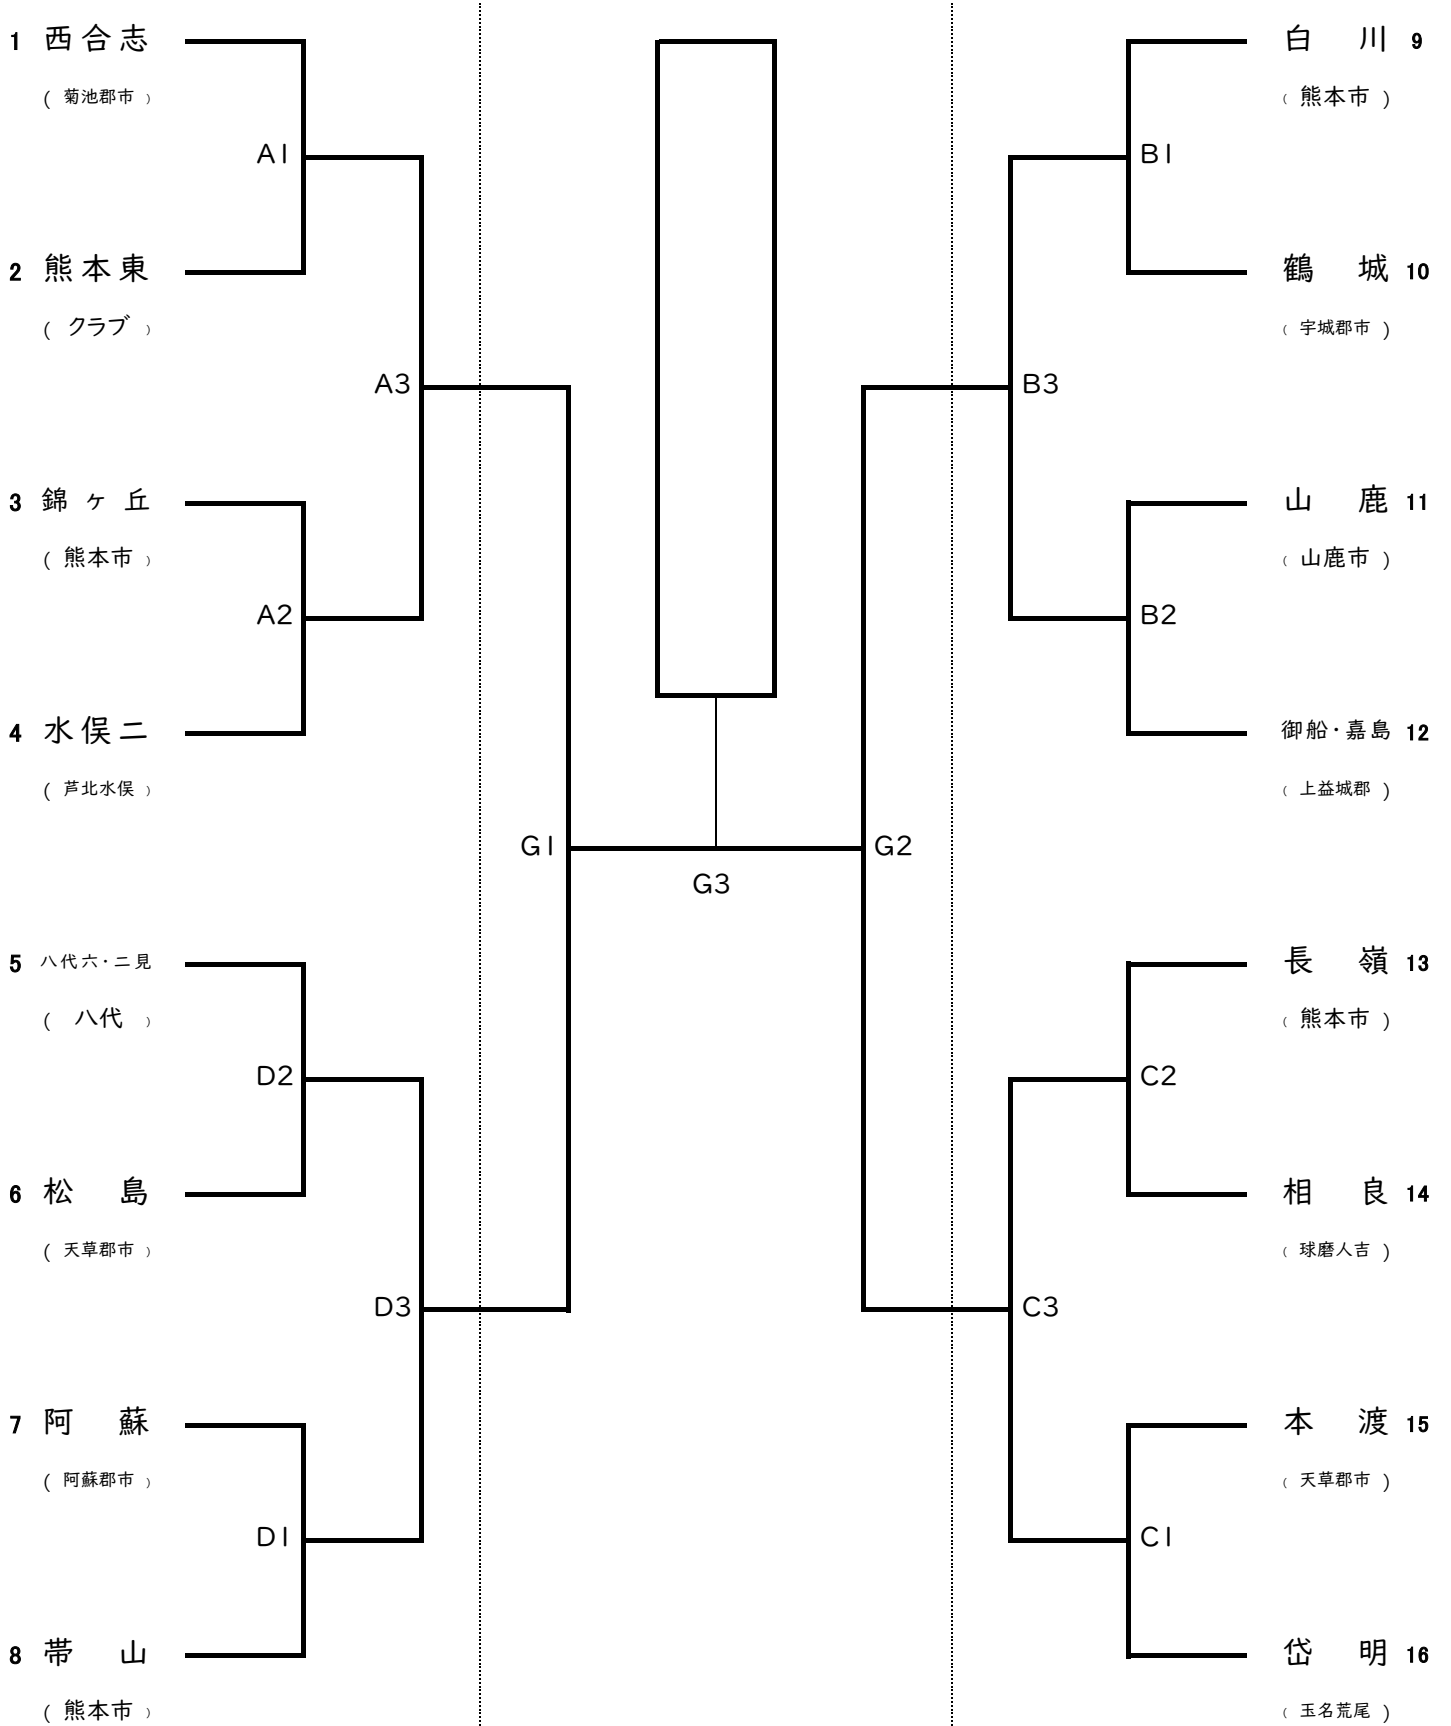 1 西合志
( 菊池郡市 )
A1
2 熊本東
( クラブ )
A3
3 錦ヶ丘
( 熊本市 )
A2
4 水俣二
( 芦北水俣 )
G1
5 八代六・二見
( 八代 )
D2
6 松島
( 天草郡市 )
D3
7 阿蘇
( 阿蘇郡市 )
D1
8 帯山
( 熊本市 )
G3
白川 9
( 熊本市 )
B1
鶴城 10
( 宇城郡市 )
B3
山鹿 11
( 山鹿市 )
B2
御船・嘉島 12
( 上益城郡 )
G2
長嶺 13
( 熊本市 )
C2
相良 14
( 球磨人吉 )
C3
本渡 15
( 天草郡市 )
C1
岱明 16
( 玉名荒尾 )